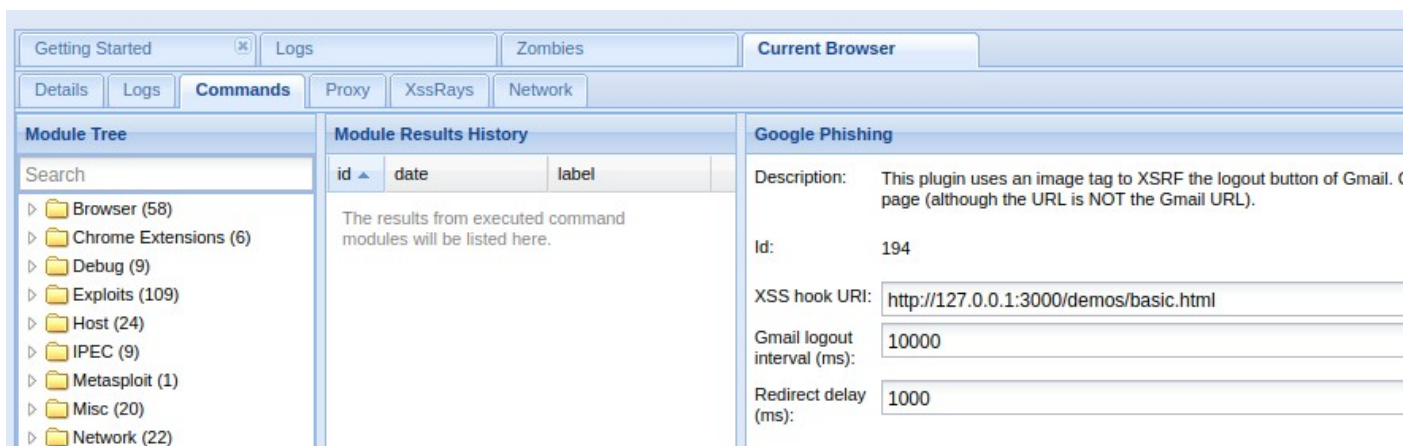 Getting Started Logs Zombies Current Browser
Details Logs Commands Proxy XssRays Network
Module Tree
Search
Browser (58)
Chrome Extensions (6)
Debug (9)
Exploits (109)
Host (24)
IPEC (9)
Metasploit (1)
Misc (20)
Network (22)
Module Results History
id date label
The results from executed command
modules will be listed here.
Google Phishing
Description: This plugin uses an image tag to XSRF the logout button of Gmail.
page (although the URL is NOT the Gmail URL).
Id: 194
XSS hook URI: http://127.0.0.1:3000/demos/basic.html
Gmail logout
interval (ms): 10000
Redirect delay
(ms): 1000